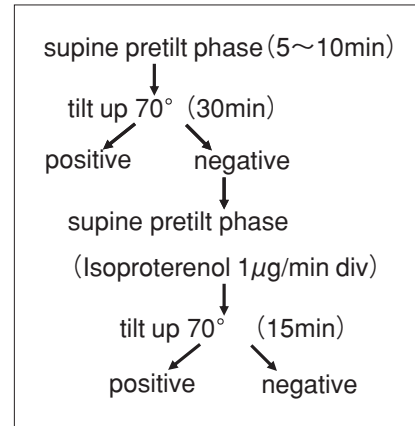 supine pretilt phase（5〜10min）
tilt up 70°（30min）
positive negative
supine pretilt phase
（Isoproterenol 1μg/min div）
tilt up 70°（15min）
positive negative